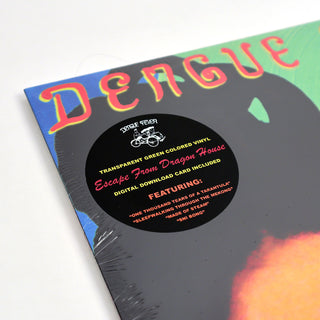 DENGUE
DENGUE FEVER
TRANSPARENT GREEN COLORED VINYL
Escape From Dragon House
DIGITAL DOWNLOAD CARD INCLUDED
FEATURING:
"ONE THOUSAND TEARS OF A TARANTULA"
"SLEEPWALKING THROUGH THE MEKONG"
"MADE OF STEAM"
"SNI BONG"